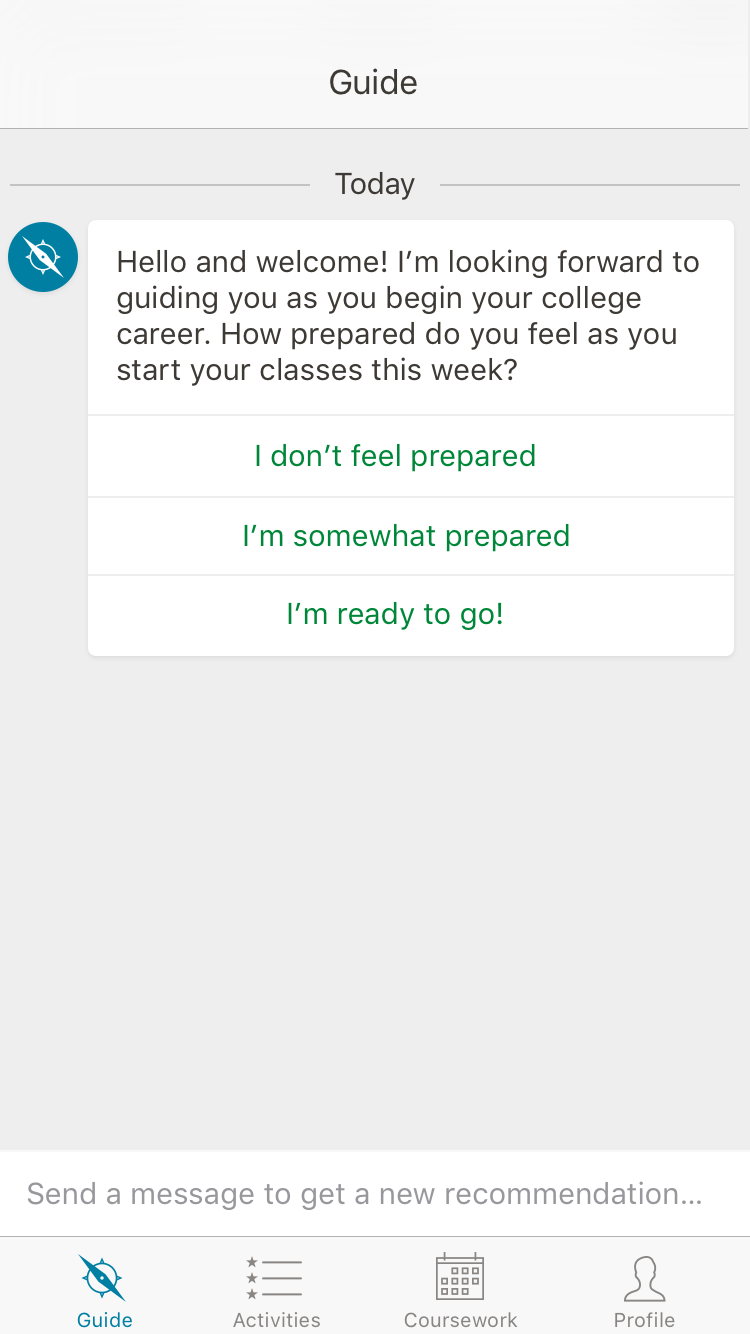 Guide
Today
Hello and welcome! I’m looking forward to
guiding you as you begin your college
career. How prepared do you feel as you
start your classes this week?
I don’t feel prepared
I’m somewhat prepared
I’m ready to go!
Send a message to get a new recommendation...
Guide
Activities
Coursework
Profile